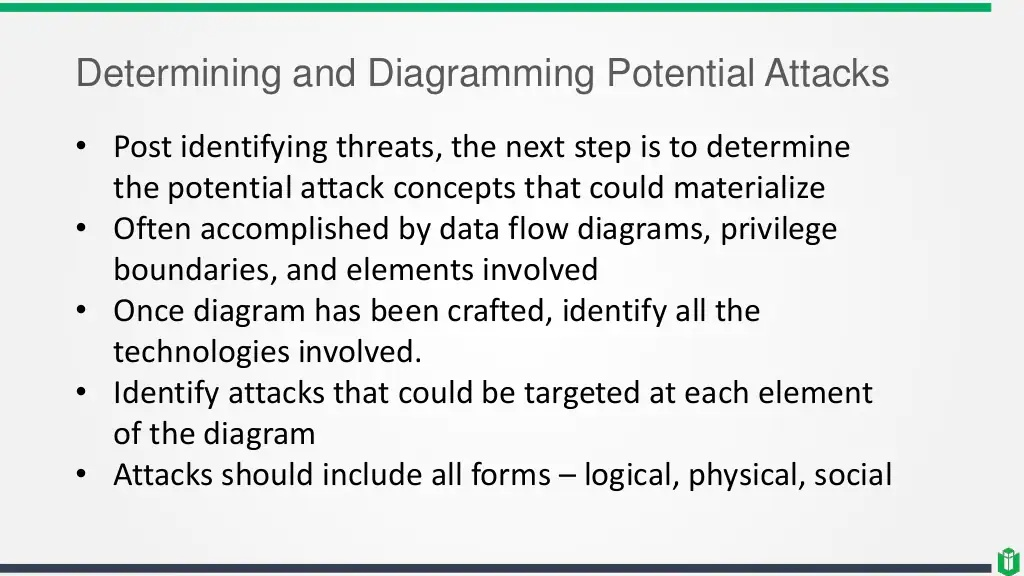 Determining and Diagramming Potential Attacks
• Post identifying threats, the next step is to determine
the potential attack concepts that could materialize
• Often accomplished by data flow diagrams, privilege
boundaries, and elements involved
• Once diagram has been crafted, identify all the
technologies involved.
• Identify attacks that could be targeted at each element
of the diagram
• Attacks should include all forms – logical, physical, social